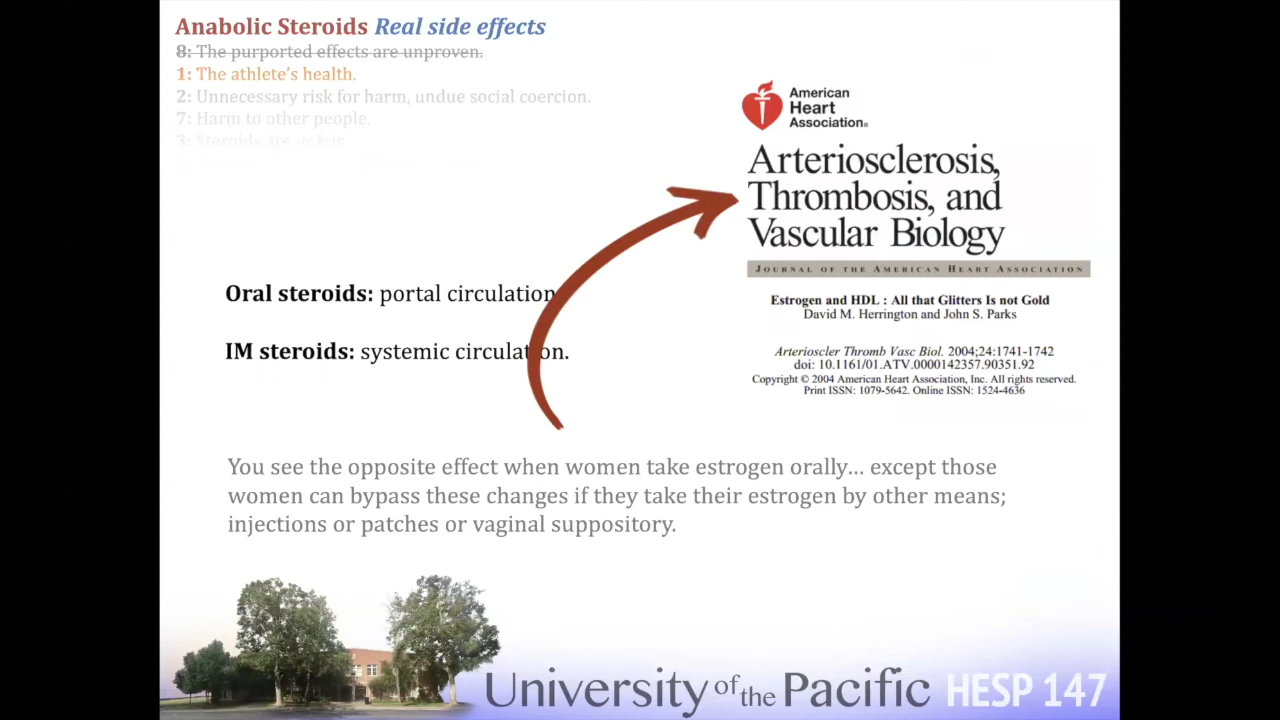 Anabolic Steroids Real side effects
8: The purported effects are unproven.
1: The athlete's health.
2: Unnecessary risk for harm, undue social coercion.
7: Harm to other people.
3: Steroids are unfair
American
Heart
Association®
Arteriosclerosis,
Thrombosis, and
Vascular Biology
JOURNAL OF THE AMERICAN HEART ASSOCIATION
Estrogen and HDL : All that Glitters Is not Gold
David M. Herrington and John S. Parks
Arterioscler Thromb Vasc Biol. 2004;24:1741-1742
doi: 10.1161/01.ATV.0000142357.90351.92
Copyright © 2004 American Heart Association, Inc. All rights reserved.
Print ISSN: 1079-5642. Online ISSN: 1524-4636
Oral steroids: portal circulation
IM steroids: systemic circulation.
You see the opposite effect when women take estrogen orally… except those
women can bypass these changes if they take their estrogen by other means;
injections or patches or vaginal suppository.
University of the Pacific HESP 147